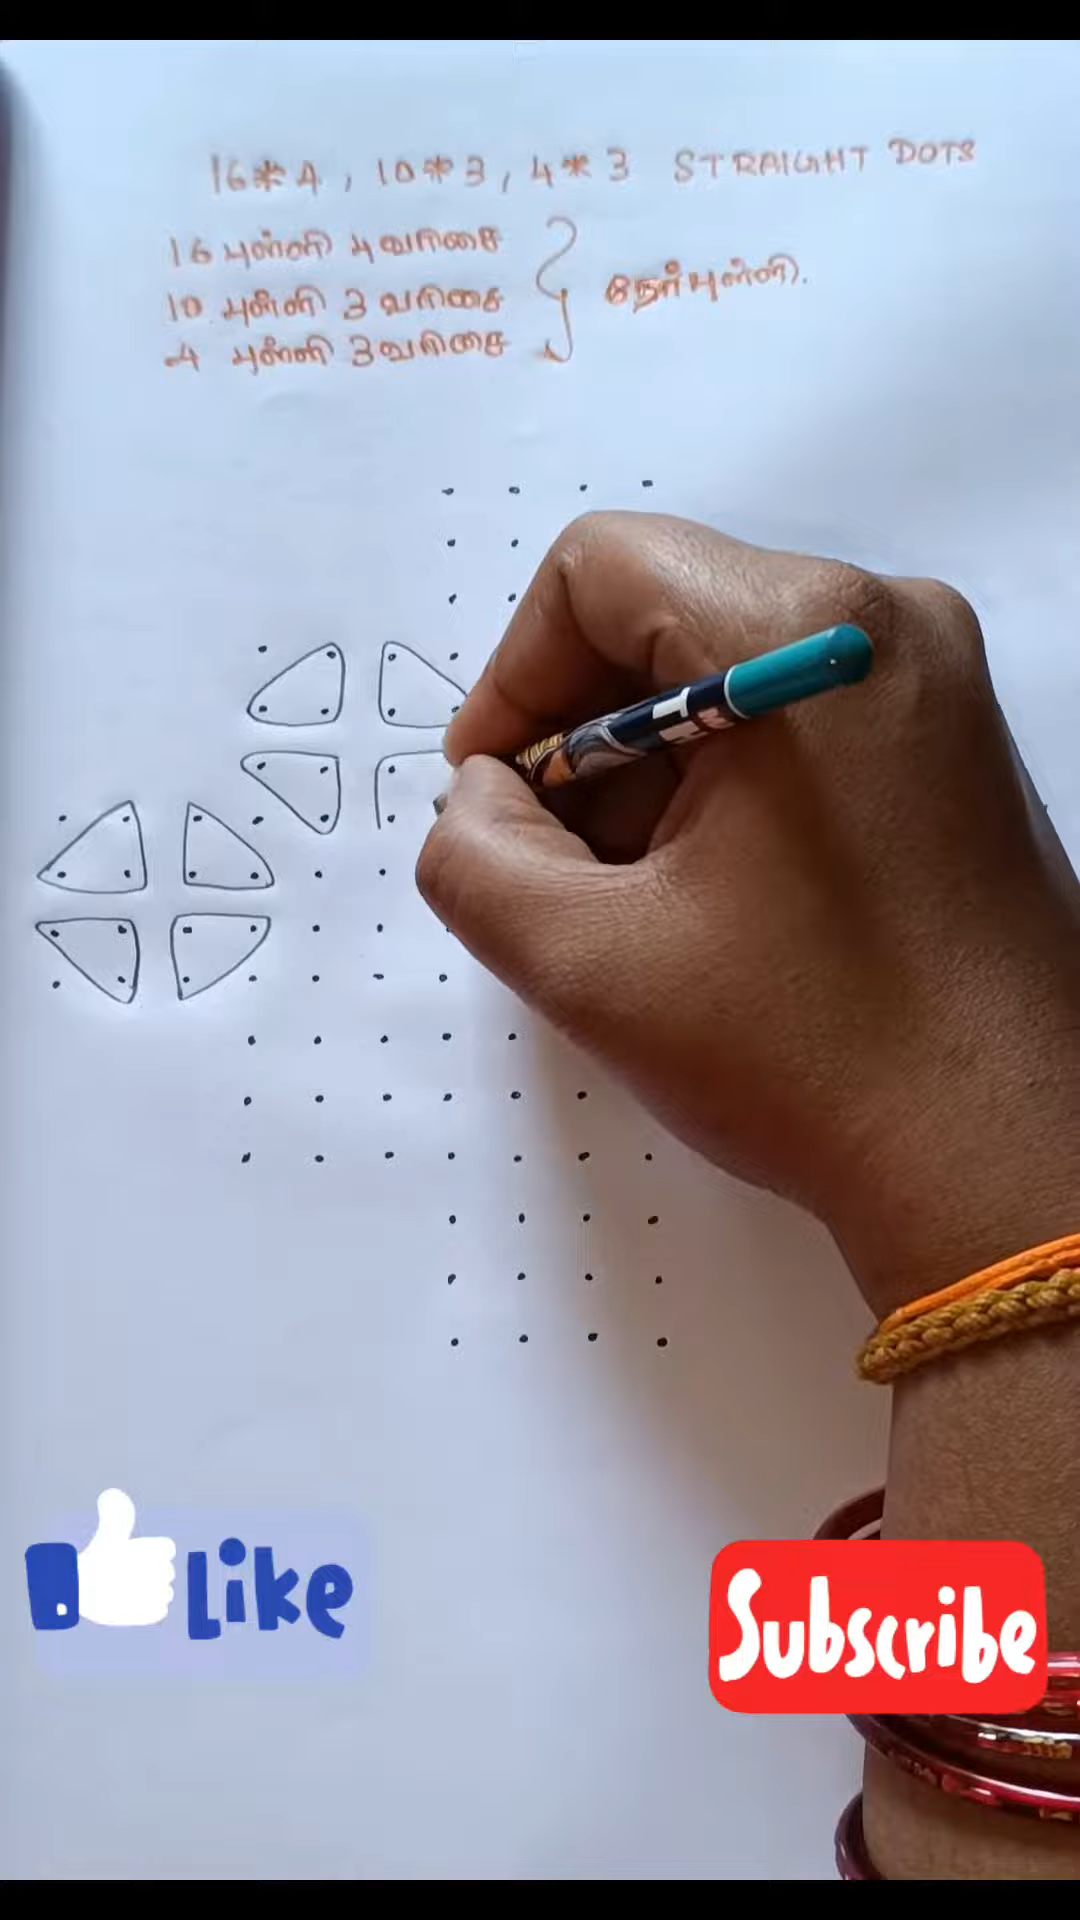 16*4, 10*3, 4*3 STRAIGHT DOTS
16 புள்ளி 4 வரிசை
10 புள்ளி 3 வரிசை
4 புள்ளி 3 வரிசை
நேர்புள்ளி.
Like
Subscribe